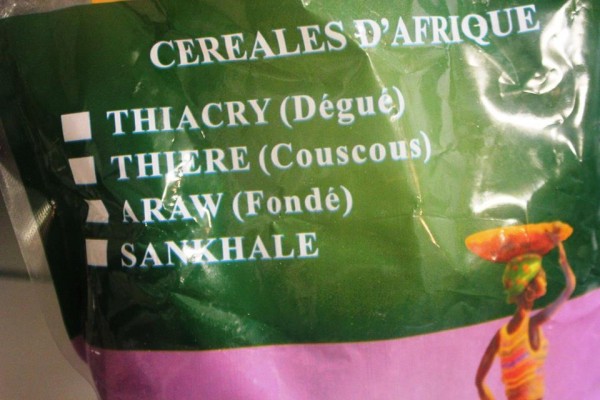 CEREALES D'AFRIQUE
THIACRY (Dégué)
THIERE (Couscous)
ARAW (Fondé)
SANKHALE